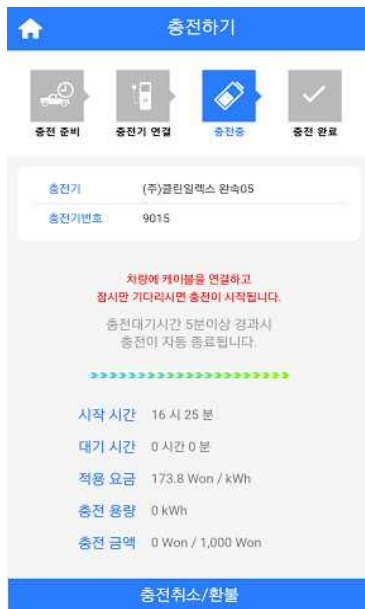 충전하기
충전 준비
충전기 연결
충전중
충전 완료
충전기 (주)클린일렉스 완속05
충전기번호 9015
차량에 케이블을 연결하고
잠시만 기다리시면 충전이 시작됩니다.
충전대기시간 5분이상 경과시
충전이 자동 종료됩니다.
시작 시간 16 시 25 분
대기 시간 0 시간 0 분
적용 요금 173.8 Won / kWh
충전 용량 0 kWh
충전 금액 0 Won / 1,000 Won
충전취소/환불